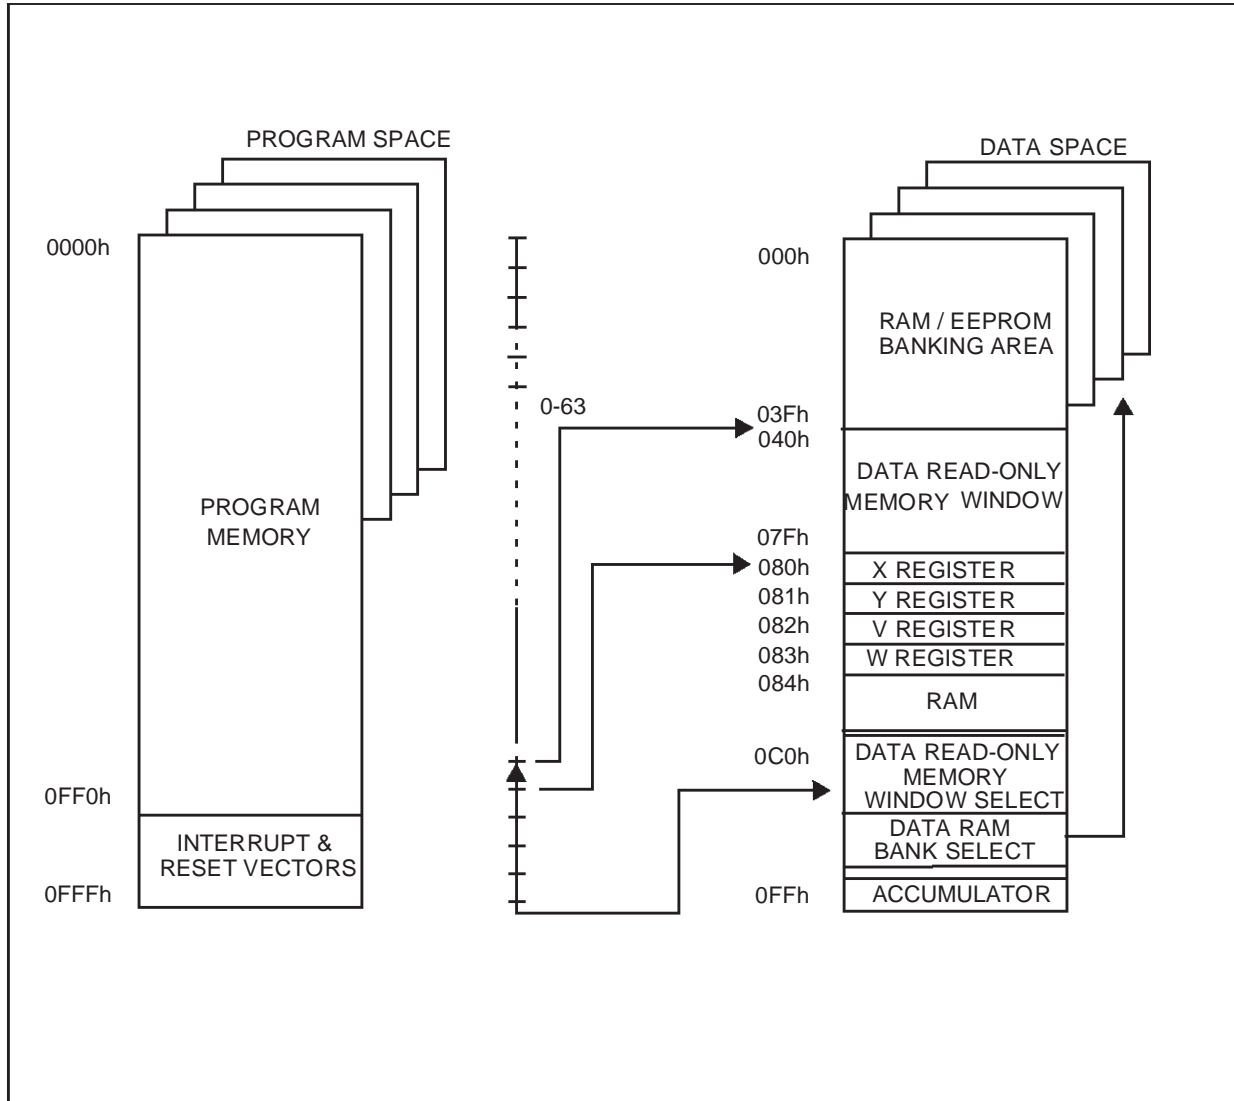 PROGRAM SPACE
0000h
PROGRAM
MEMORY
0FF0h
INTERRUPT &
RESET VECTORS
0FFFh
0-63
DATA SPACE
000h
RAM / EEPROM
BANKING AREA
03Fh
040h
DATA READ-ONLY
MEMORY WINDOW
07Fh
080h
X REGISTER
081h
Y REGISTER
082h
V REGISTER
083h
W REGISTER
084h
RAM
0C0h
DATA READ-ONLY
MEMORY
WINDOW SELECT
DATA RAM
BANK SELECT
0FFh
ACCUMULATOR